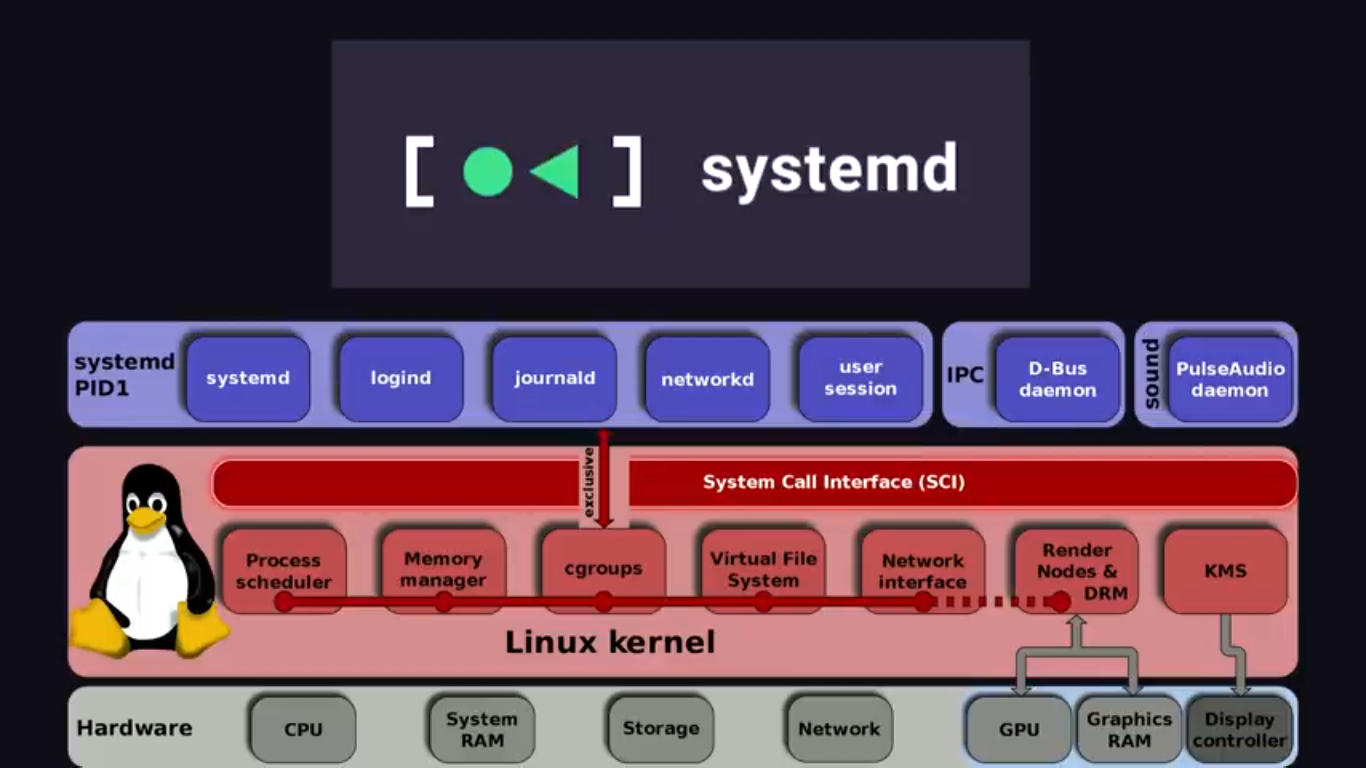 [ ] systemd
systemd
PID1
systemd
logind
journald
networkd
user
session
IPC
D-Bus
daemon
sound
PulseAudio
daemon
exclusive
System Call Interface (SCI)
Process
scheduler
Memory
manager
cgroups
Virtual File
System
Network
interface
Render
Nodes &
DRM
KMS
Linux kernel
Hardware
CPU
System
RAM
Storage
Network
GPU
Graphics
RAM
Display
controller